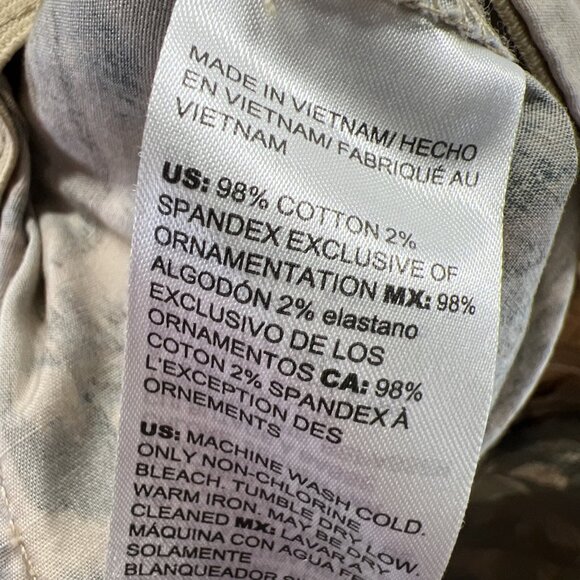 MADE IN VIETNAM/ HECHO
EN VIETNAM/ FABRIQUÉ AU
VIETNAM
US: 98% COTTON 2%
SPANDEX EXCLUSIVE OF
ORNAMENTATION MX: 98%
ALGODÓN 2% elastano
EXCLUSIVO DE LOS
ORNAMENTOS CA: 98%
COTON 2% SPANDEX À
L'EXCEPTION DES
ORNEMENTS
US: MACHINE WASH COLD.
ONLY NON-CHLORINE
BLEACH. TUMBLE DRY LOW.
WARM IRON. MAY BE DRY
CLEANED MX: LAVAR A
MÁQUINA CON AGUA
SOLAMENTE
BLANQUEADOR